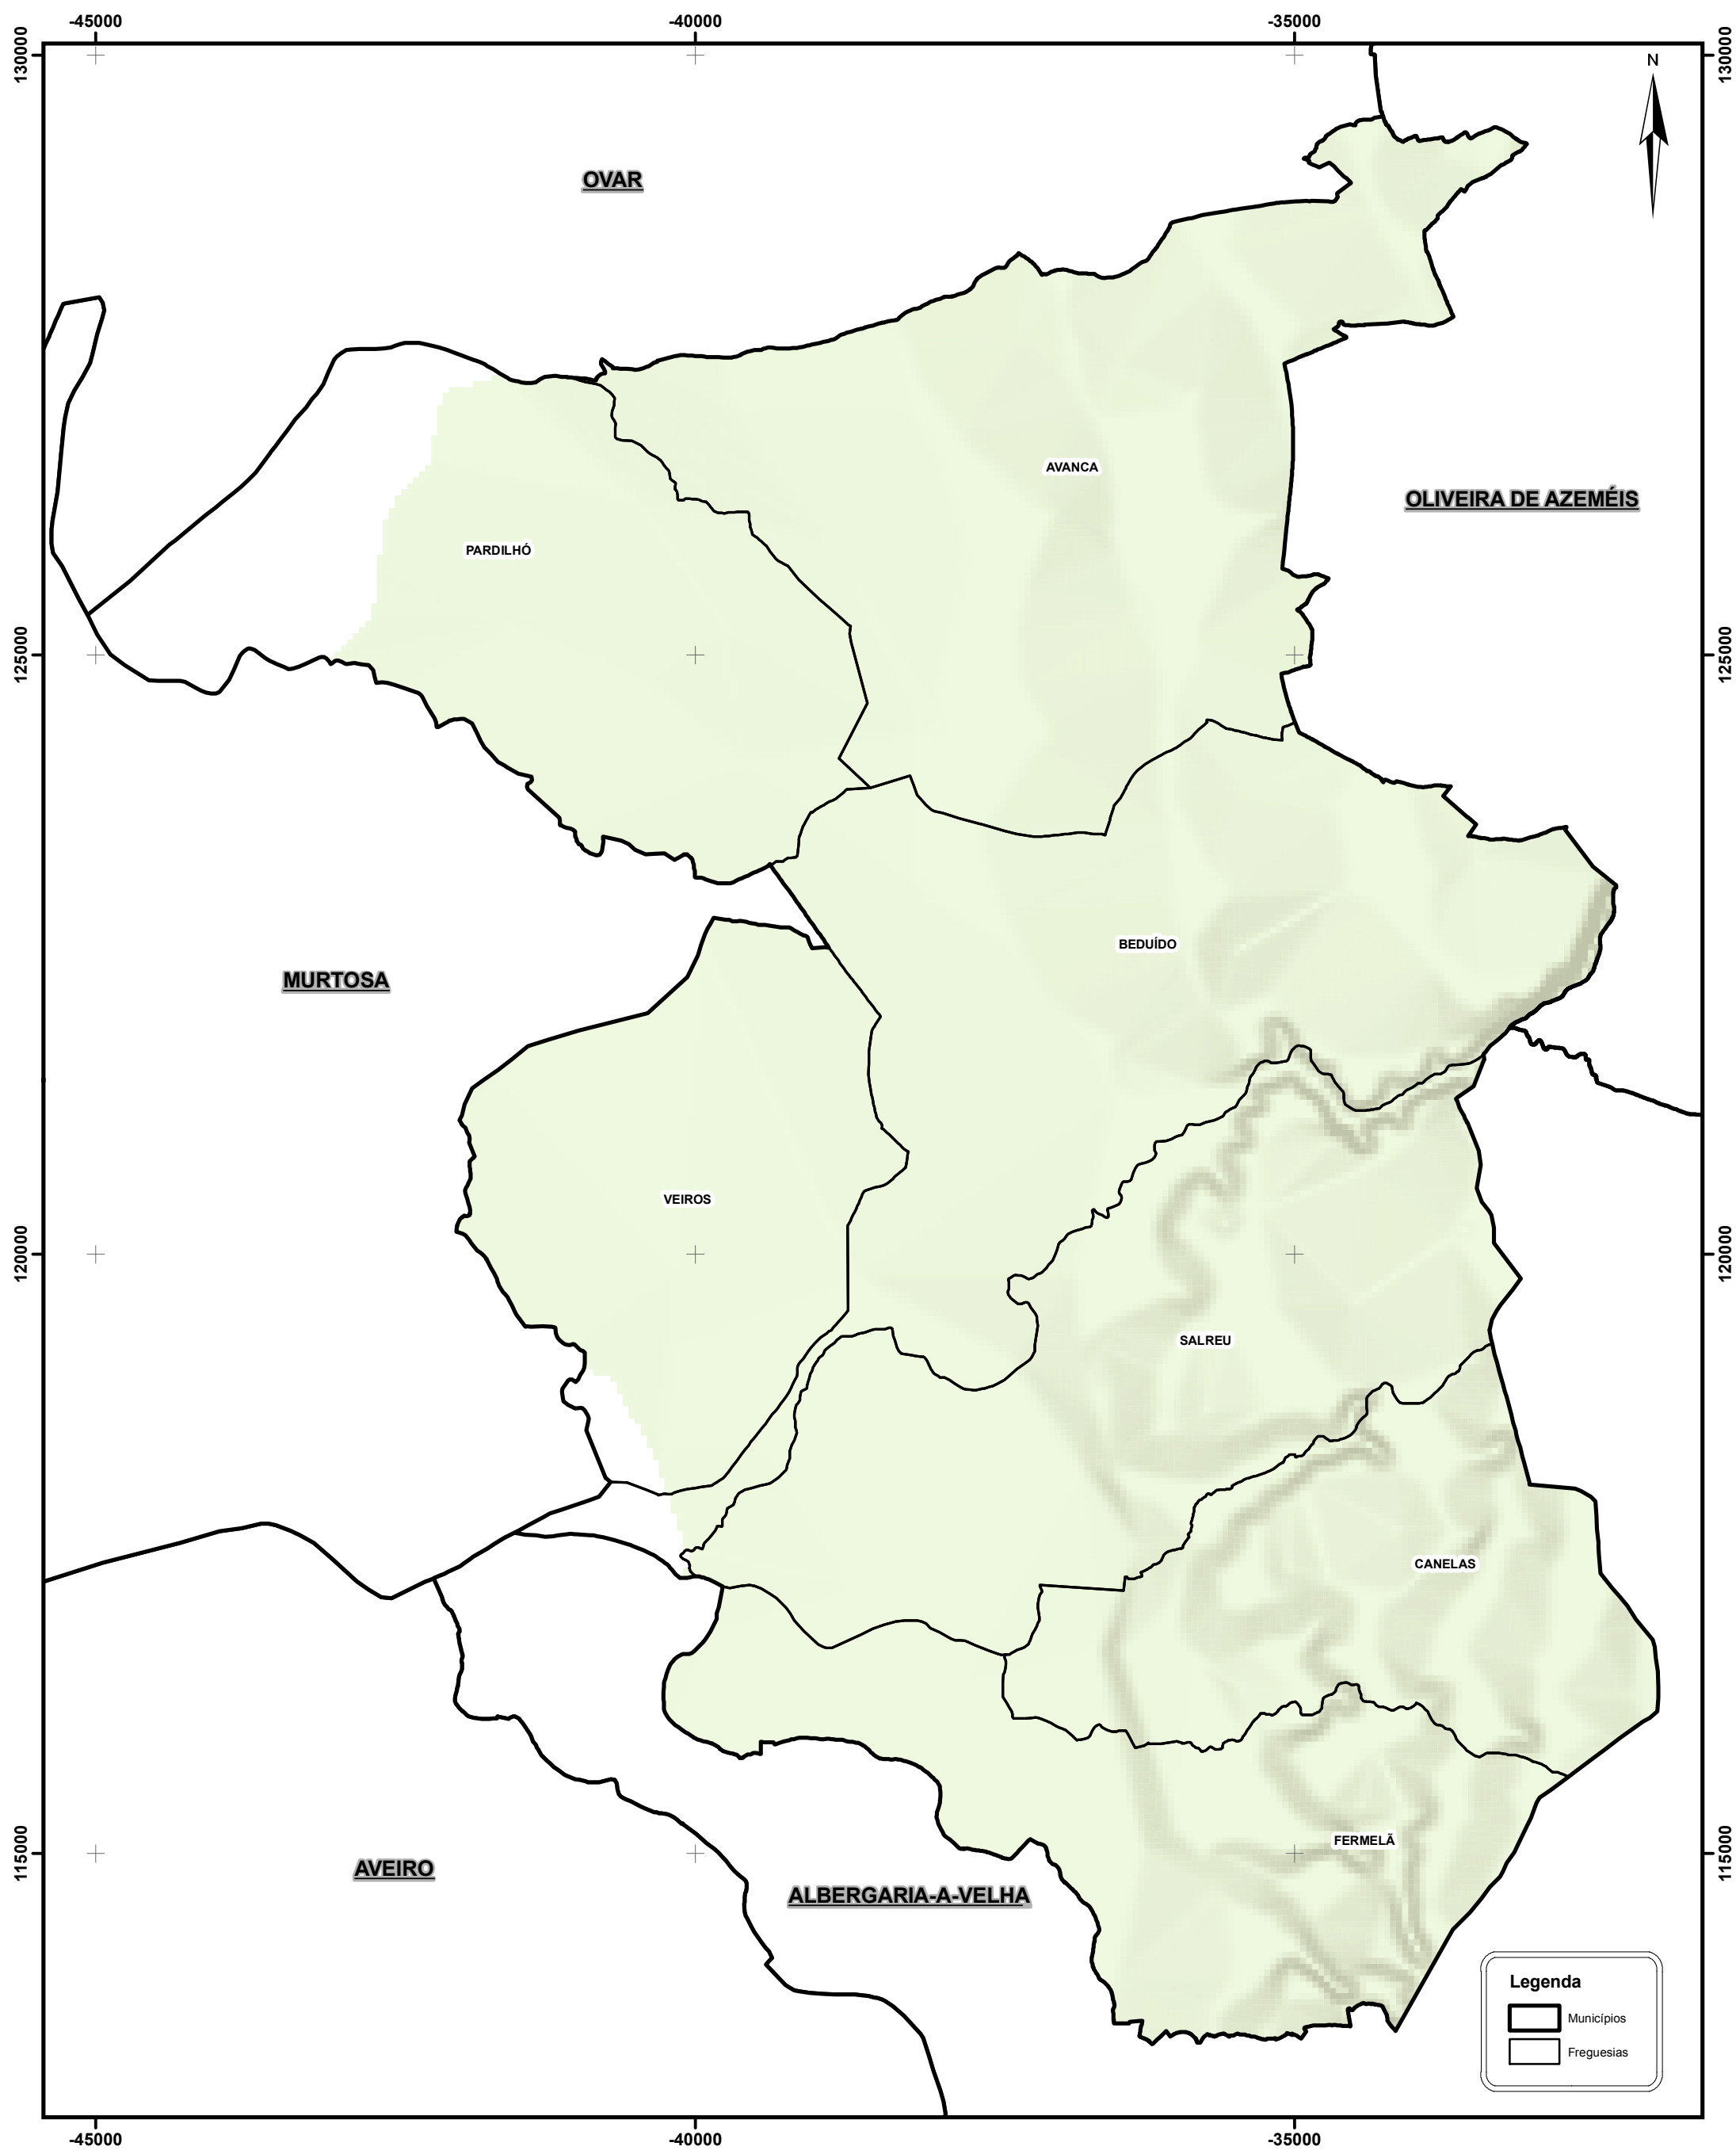 -45000 -40000 -35000
130000 130000
N
OVAR
AVANCA
OLIVEIRA DE AZEMÉIS
PARDILHÓ
125000 125000
BEDUÍDO
MURTOSA
VEIROS
120000 120000
SALREU
CANELAS
FERMELÃ
115000 115000
AVEIRO
ALBERGARIA-A-VELHA
Legenda
Municípios
Freguesias
-45000 -40000 -35000